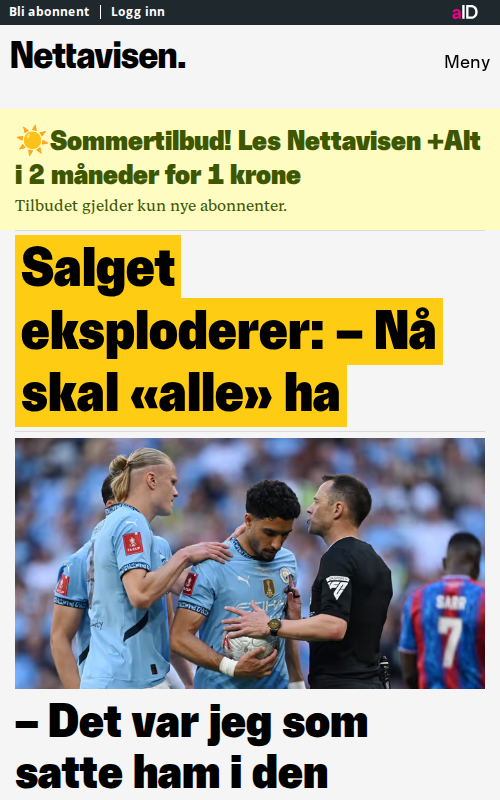 Bli abonnent
Logg inn
aID
Nettavisen.
Meny
☀️Sommertilbud! Les Nettavisen +Alt
i 2 måneder for 1 krone
Tilbudet gjelder kun nye abonnenter.
Salget
eksploderer: – Nå
skal «alle» ha
SARR
7
– Det var jeg som
satte ham i den